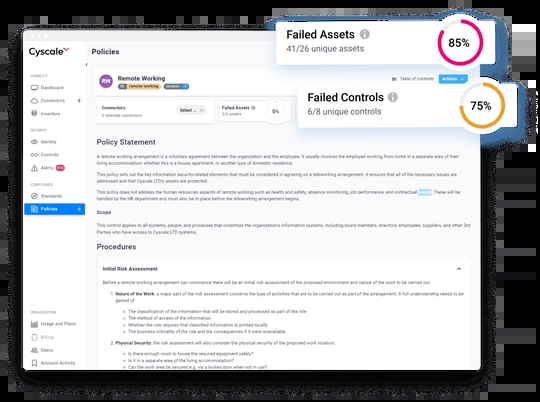 Failed Assets
41/26 unique assets
85%
Cyscale
Policies
Failed Controls
6/8 unique controls
75%
VISIBILITY
Dashboard
Connectors
Inventory
SECURITY
Identity
Controls
Alerts
COMPLIANCE
Standards
Policies
ORGANIZATION
Usage and Plans
Billing
Users
Account Activity
RW
Remote Working
ID remote-working version 1
Table of contents
Actions
Connectors
0 selected connectors
Select ...
Failed Assets
0/0 assets
0%
Policy Statement
A remote working arrangement is a voluntary agreement between the organization and the employee. It usually involves the employee working from home in a separate area of their
living accommodation; whether this is a house, apartment, or another type of domestic residence.
This policy sets out the key information security-related elements that must be considered in agreeing on a teleworking arrangement. It ensures that all of the necessary issues are
addressed and that Cyscale LTD's assets are protected.
This policy does not address the human resources aspects of remote working such as health and safety, absence monitoring, job performance, and contractual issues. These will be
handled by the HR department and must also be in place before the teleworking arrangement begins.
Scope
This control applies to all systems, people, and processes that constitute the organization's information systems, including board members, directors, employees, suppliers, and other 3rd
Parties who have access to Cyscale LTD systems.
Procedures
Initial Risk Assessment
Before a remote working arrangement can commence there will be an initial risk assessment of the proposed environment and nature of the work to be carried out.
1. Nature of the Work: a major part of the risk assessment concerns the type of activities that are to be carried out as part of the arrangement. A full understanding needs to be
gained of:
The classification of the information that will be stored and processed as part of the role
The method of access of the information
Whether the role requires that classified information is printed locally
The business criticality of the role and the consequences if it were unavailable
2. Physical Security: the risk assessment will also consider the physical security of the proposed work location:
Is there enough room to house the required equipment safely?
Is it in a separate area of the living accommodation?
Can the work area be secured e.g. via a locked door when not in use?